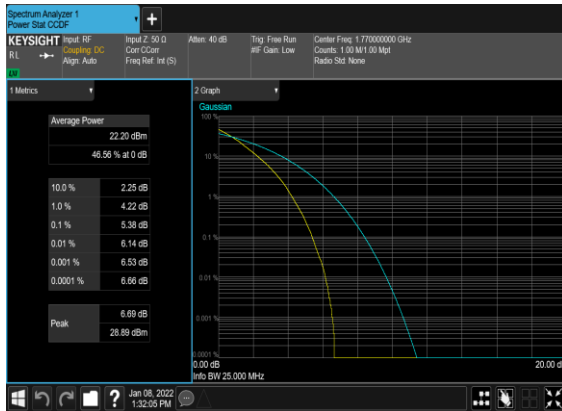 Spectrum Analyzer 1
Power Stat CCDF
+
KEYSIGHT
RL
LXI
Input: RF
Coupling: DC
Align: Auto
Input Z: 50 Ω
Corr CCorr
Freq Ref: Int (S)
Atten: 40 dB
Trig: Free Run
#IF Gain: Low
Center Freq: 1.770000000 GHz
Counts: 1.00 M/1.00 Mpt
Radio Std: None
1 Metrics
Average Power
22.20 dBm
46.56 % at 0 dB
10.0 % 2.25 dB
1.0 % 4.22 dB
0.1 % 5.38 dB
0.01 % 6.14 dB
0.001 % 6.53 dB
0.0001 % 6.66 dB
Peak
6.69 dB
28.89 dBm
2 Graph
Gaussian
100 %
10 %
1 %
0.1 %
0.01 %
0.001 %
0.0001 %
0.00 dB
20.00 d
Info BW 25.000 MHz
?
Jan 08, 2022
1:32:05 PM